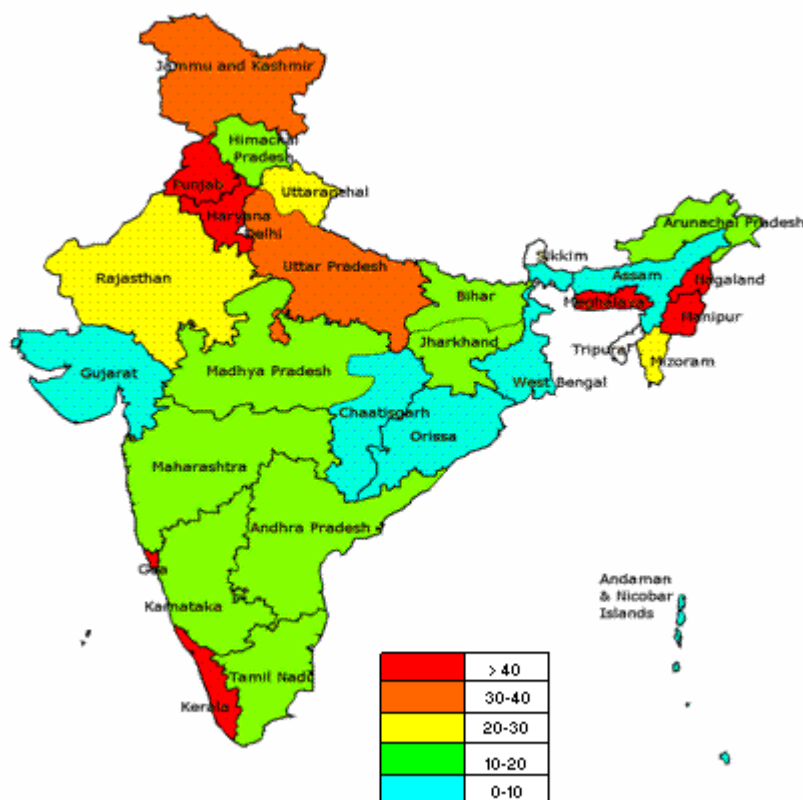 Jammu and Kashmir
Himachal
Pradesh
Punjab
Uttaranchal
Haryana
Delhi
Arunachal Pradesh
Rajasthan
Uttar Pradesh
Sikkim
Assam
Nagaland
Bihar
Meghalaya
Manipur
Jharkhand
Tripura
Mizoram
Gujarat
Madhya Pradesh
West Bengal
Chaatisgarh
Orissa
Maharashtra
Andhra Pradesh
Goa
Andaman
& Nicobar
Islands
Karnataka
Tamil Nadu
Kerala
> 40
30-40
20-30
10-20
0-10